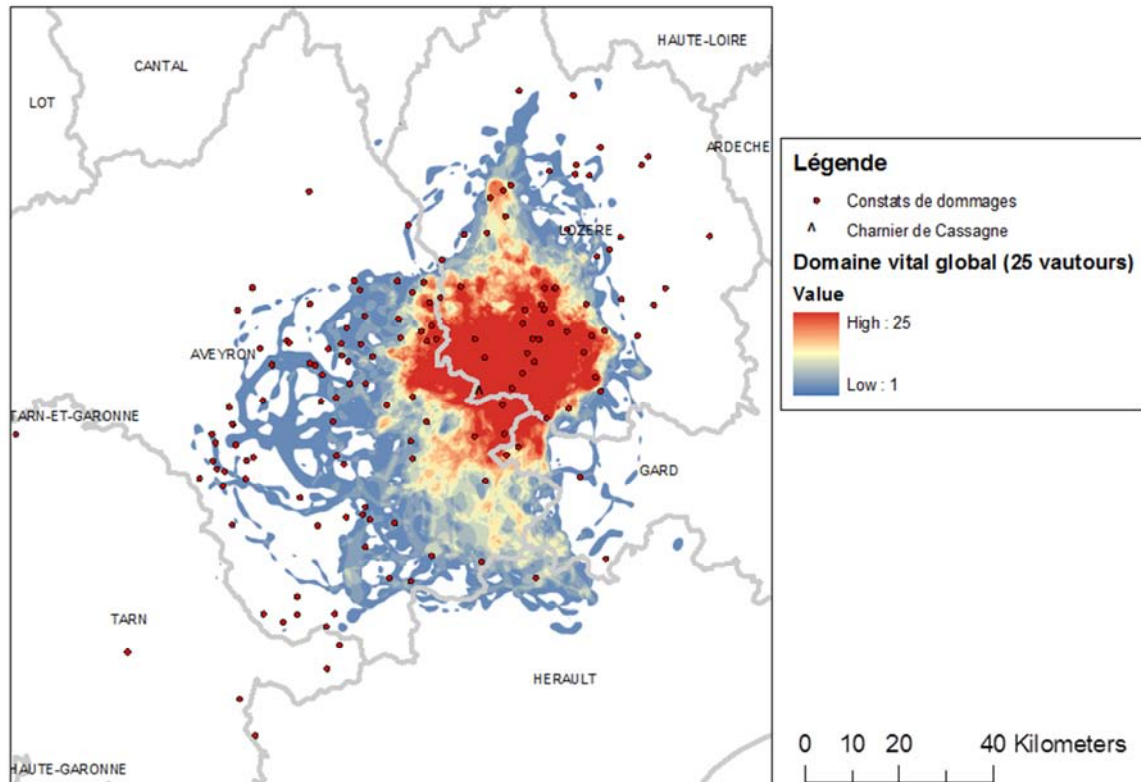 HAUTE-LOIRE
CANTAL
LOT
ARDECHE
LOZERE
AVEYRON
TARN-ET-GARONNE
GARD
TARN
HERAULT
HAUTE-GARONNE
Légende
Constats de dommages
Charnier de Cassagne
Domaine vital global (25 vautours)
Value
High : 25
Low : 1
0 10 20 40 Kilometers